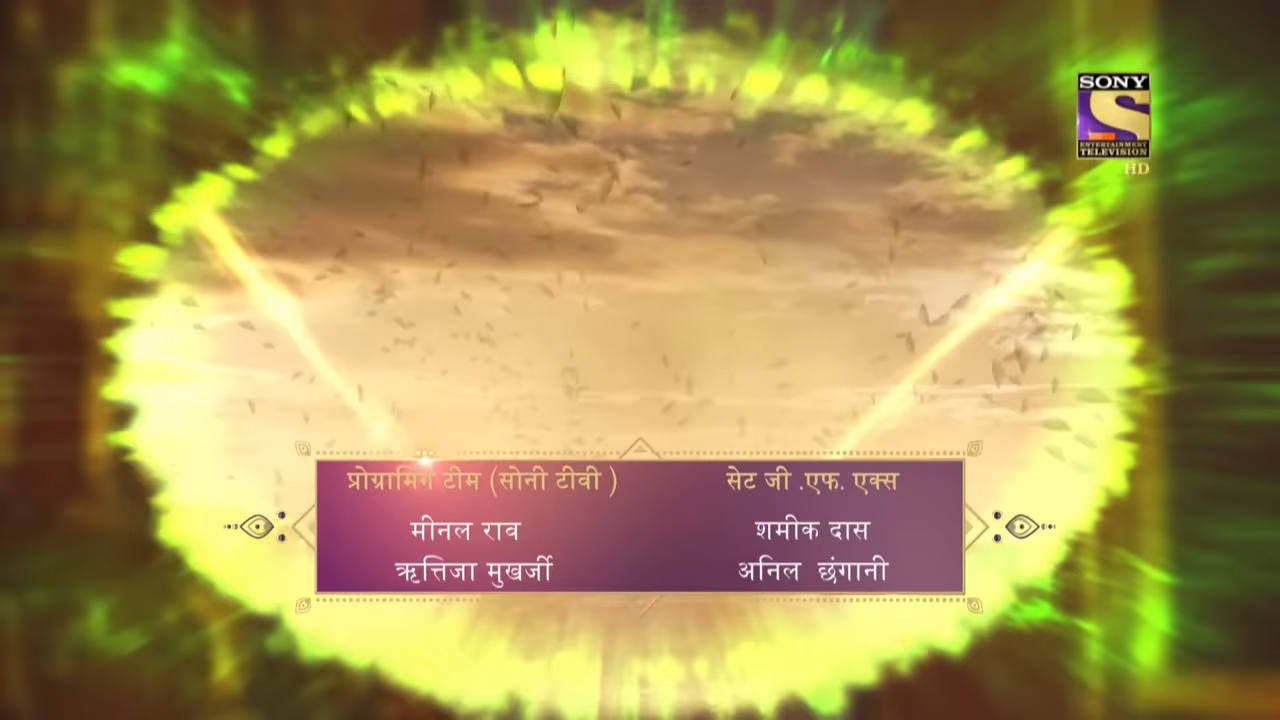 SONY
ENTERTAINMENT
TELEVISION
HD
प्रोग्रामिंग टीम (सोनी टीवी )
मीनल राव
ऋत्तिजा मुखर्जी
सेट जी .एफ. एक्स
शमीक दास
अनिल छंगानी